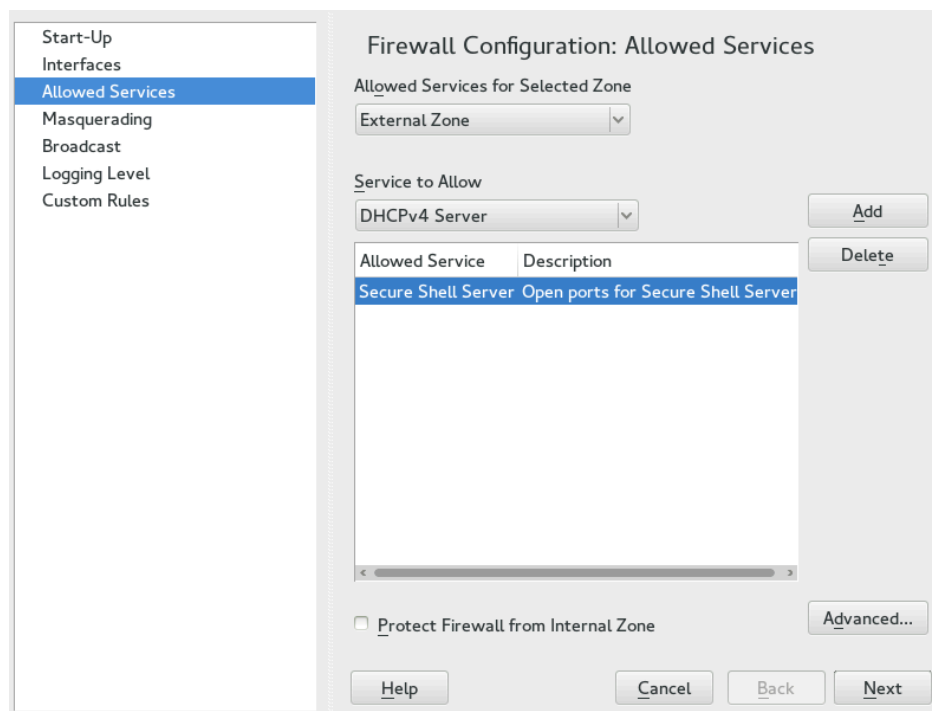 Start-Up
Interfaces
Allowed Services
Masquerading
Broadcast
Logging Level
Custom Rules
Firewall Configuration: Allowed Services
Allowed Services for Selected Zone
External Zone
Service to Allow
DHCPv4 Server
Add
Delete
Allowed Service Description
Secure Shell Server Open ports for Secure Shell Server
Protect Firewall from Internal Zone
Advanced...
Help Cancel Back Next